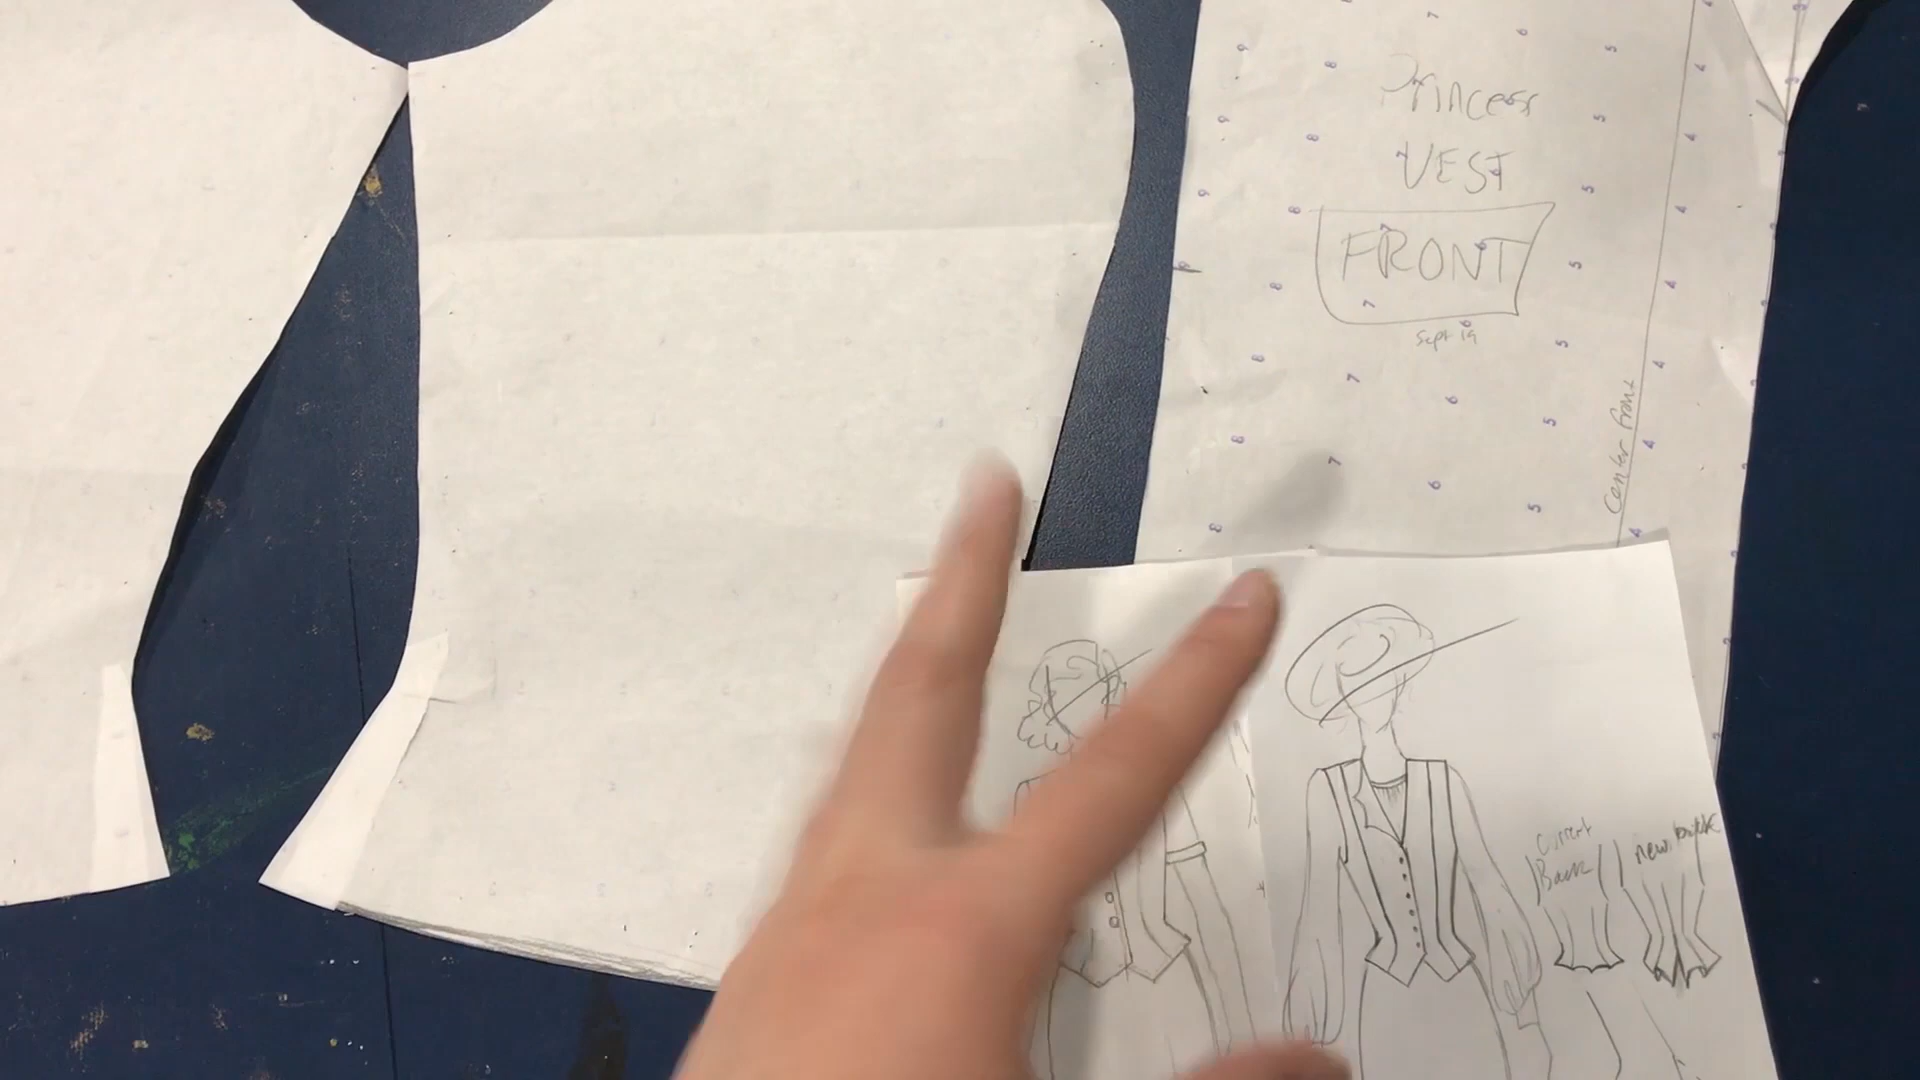 Princess
VEST
FRONT
Sept 19
Center Front
Current
Back
new back